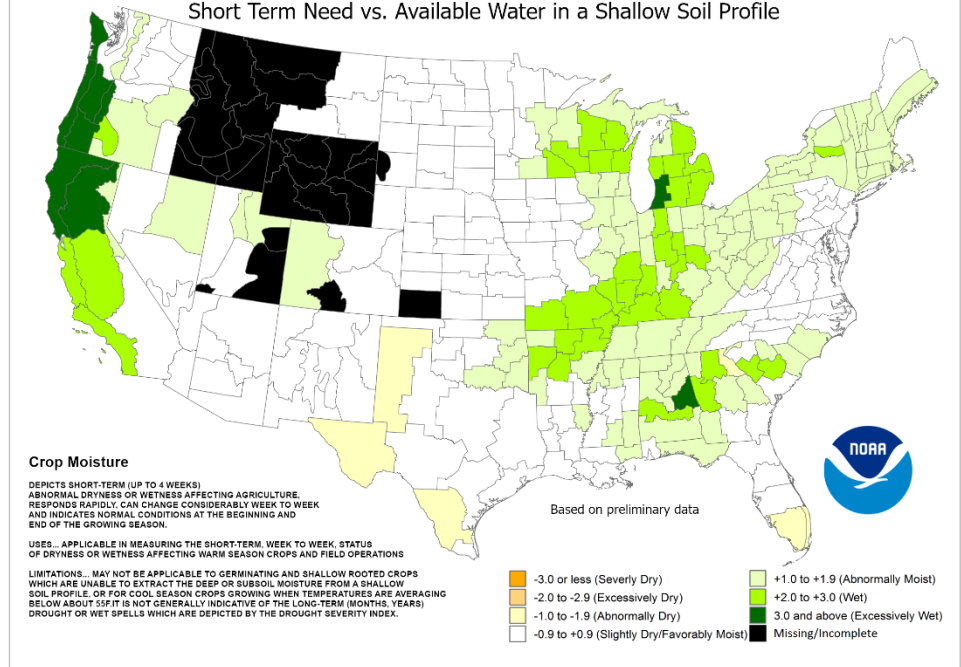 Short Term Need vs. Available Water in a Shallow Soil Profile
Crop Moisture
DEPICTS SHORT-TERM (UP TO 4 WEEKS)
ABNORMAL DRYNESS OR WETNESS AFFECTING AGRICULTURE,
RESPONDS RAPIDLY. CAN CHANGE CONSIDERABLY WEEK TO WEEK
AND INDICATES NORMAL CONDITIONS AT THE BEGINNING AND
END OF THE GROWING SEASON.
USES... APPLICABLE IN MEASURING THE SHORT-TERM, WEEK TO WEEK, STATUS
OF DRYNESS OR WETNESS AFFECTING WARM SEASON CROPS AND FIELD OPERATIONS
LIMITATIONS... MAY NOT BE APPLICABLE TO GERMINATING AND SHALLOW ROOTED CROPS
WHICH ARE UNABLE TO EXTRACT THE DEEP OR SUBSOIL MOISTURE FROM A SHALLOW
SOIL PROFILE, OR FOR COOL SEASON CROPS GROWING WHEN TEMPERATURES ARE AVERAGING
BELOW ABOUT 55F.IT IS NOT GENERALLY INDICATIVE OF THE LONG-TERM (MONTHS, YEARS)
DROUGHT OR WET SPELLS WHICH ARE DEPICTED BY THE DROUGHT SEVERITY INDEX.
Based on preliminary data
NOAA
-3.0 or less (Severly Dry)
-2.0 to -2.9 (Excessively Dry)
-1.0 to -1.9 (Abnormally Dry)
-0.9 to +0.9 (Slightly Dry/Favorably Moist)
+1.0 to +1.9 (Abnormally Moist)
+2.0 to +3.0 (Wet)
3.0 and above (Excessively Wet)
Missing/Incomplete